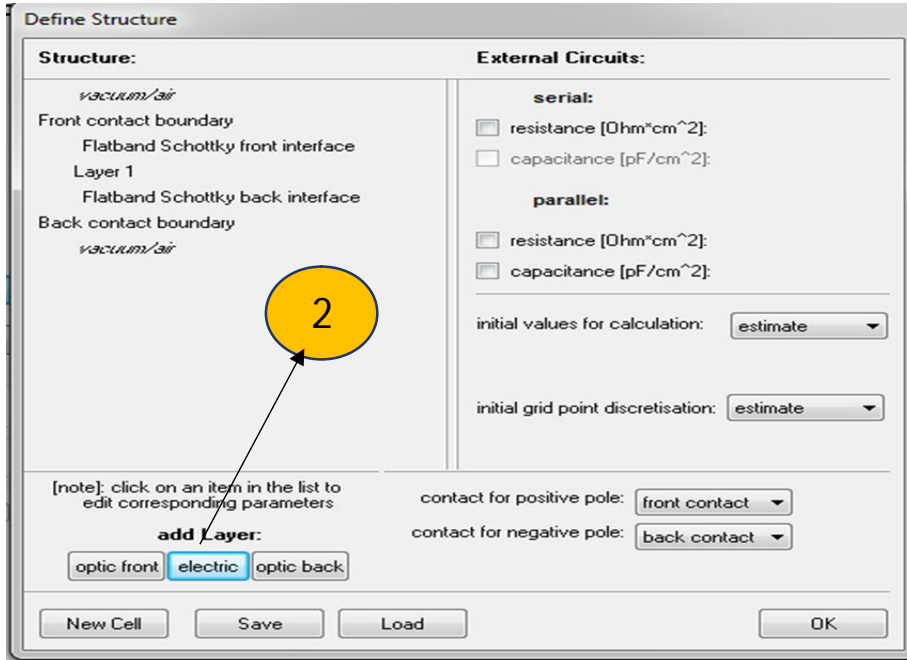 Define Structure
Structure:
vacuum/air
Front contact boundary
Flatband Schottky front interface
Layer 1
Flatband Schottky back interface
Back contact boundary
vacuum/air
External Circuits:
serial:
resistance [Ohm*cm^2]:
capacitance [pF/cm^2]:
parallel:
resistance [Ohm*cm^2]:
capacitance [pF/cm^2]:
initial values for calculation: estimate
initial grid point discretisation: estimate
2
[note]: click on an item in the list to
edit corresponding parameters
add Layer:
optic front electric optic back
contact for positive pole: front contact
contact for negative pole: back contact
New Cell Save Load OK